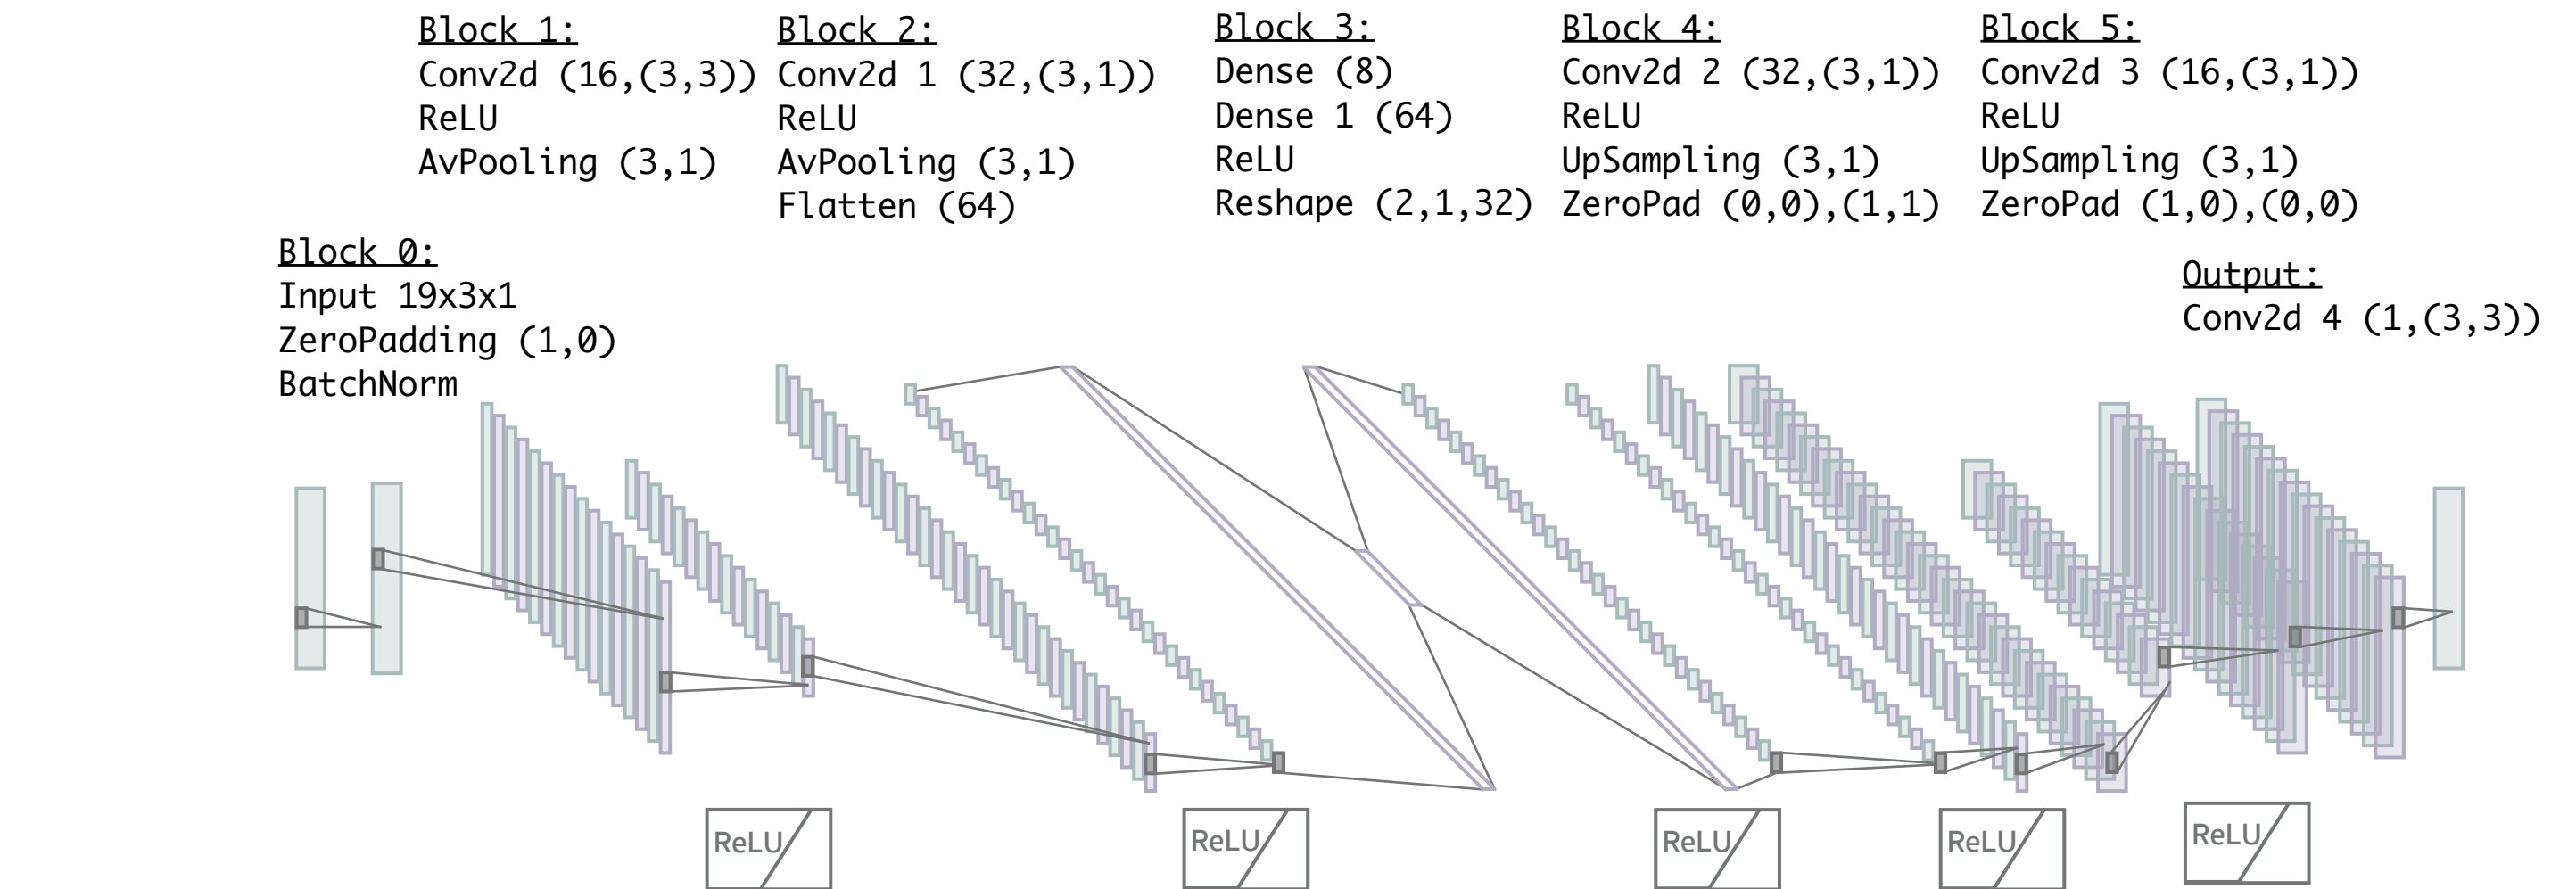 Block 1:
Conv2d (16,(3,3))
ReLU
AvPooling (3,1)
Block 2:
Conv2d 1 (32,(3,1))
ReLU
AvPooling (3,1)
Flatten (64)
Block 3:
Dense (8)
Dense 1 (64)
ReLU
Reshape (2,1,32)
Block 4:
Conv2d 2 (32,(3,1))
ReLU
UpSampling (3,1)
ZeroPad (0,0),(1,1)
Block 5:
Conv2d 3 (16,(3,1))
ReLU
UpSampling (3,1)
ZeroPad (1,0),(0,0)
Block 0:
Input 19x3x1
ZeroPadding (1,0)
BatchNorm
Output:
Conv2d 4 (1,(3,3))
ReLU
ReLU
ReLU
ReLU
ReLU